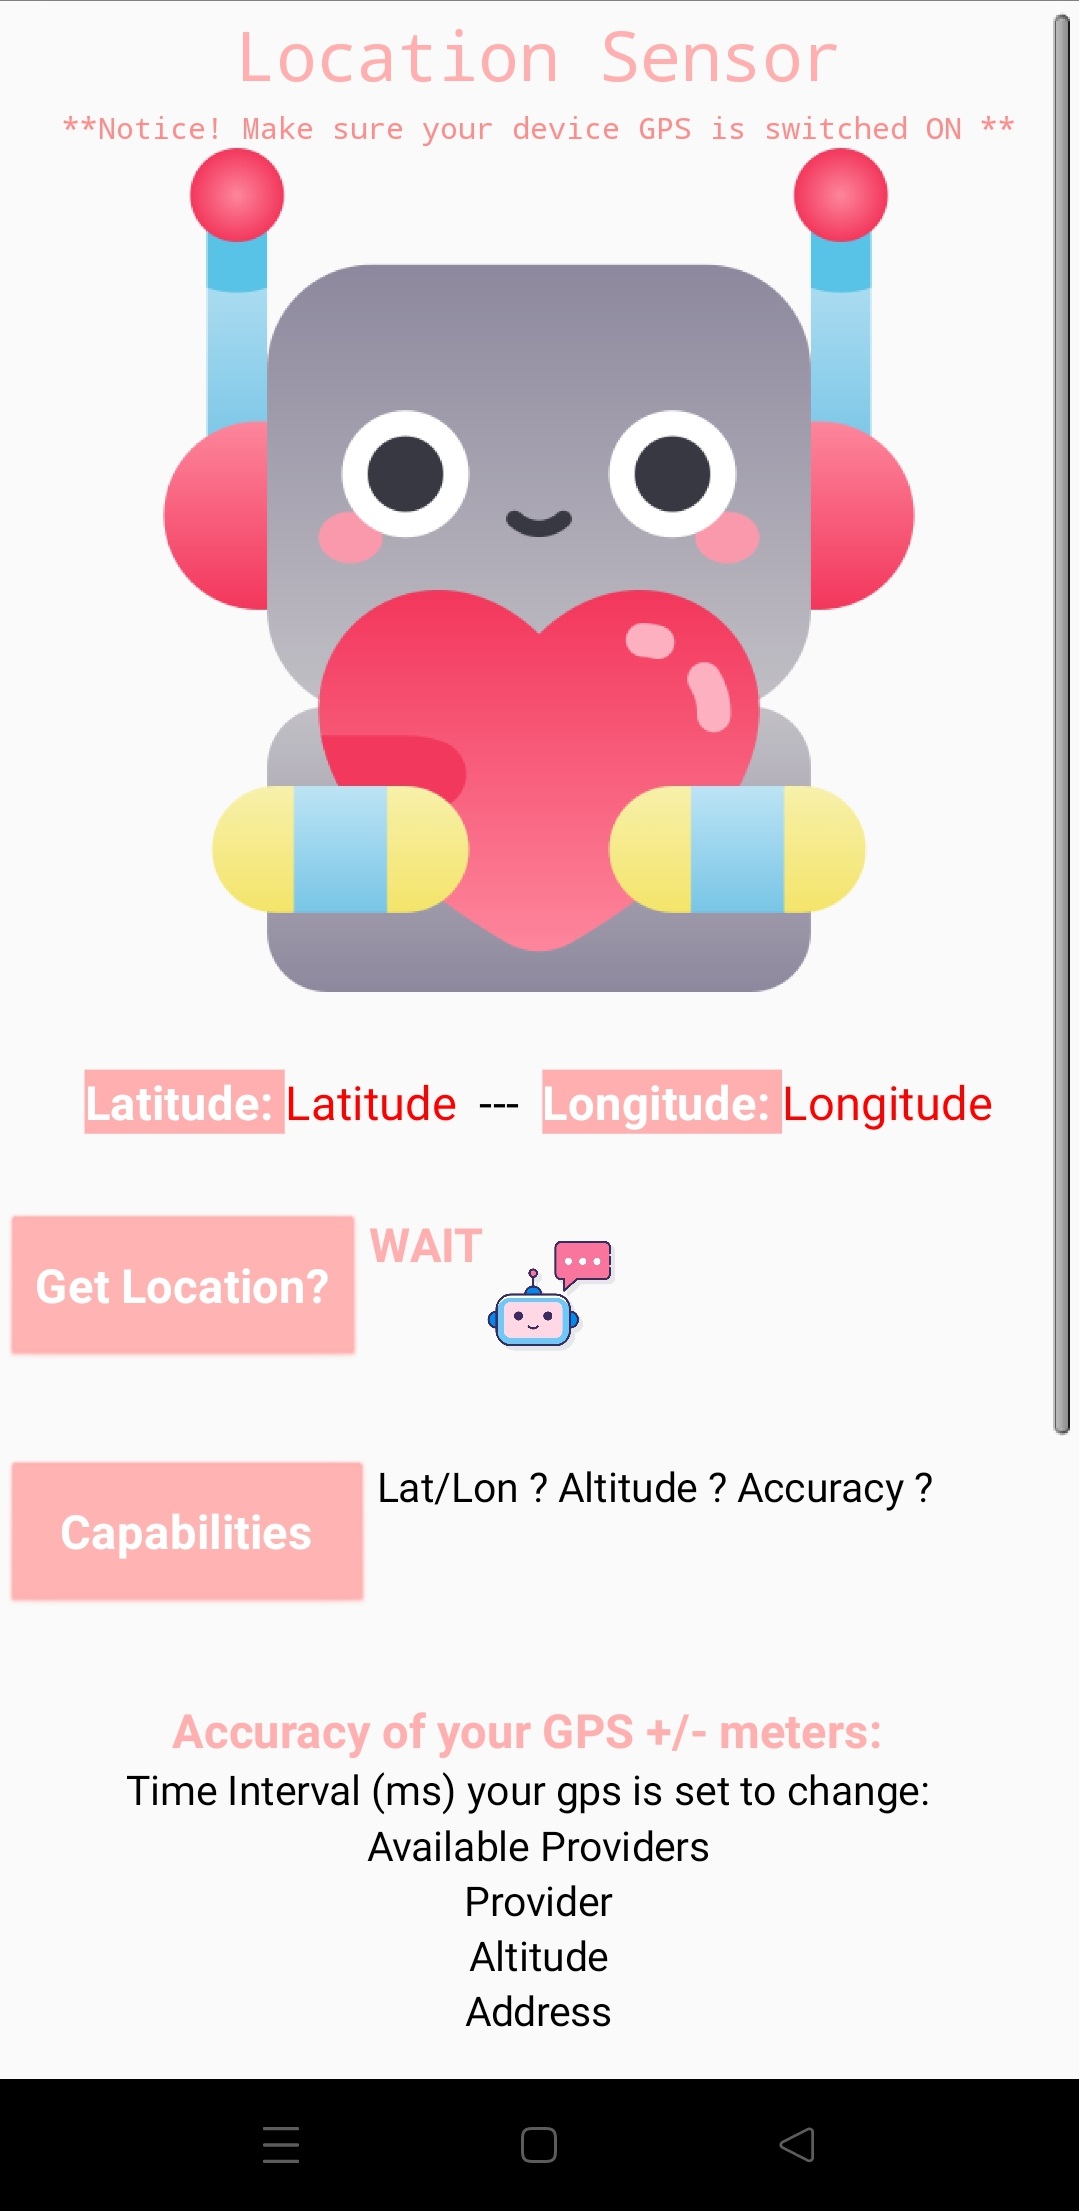 Location Sensor
**Notice! Make sure your device GPS is switched ON **
Latitude: Latitude --- Longitude: Longitude
Get Location? WAIT
Capabilities Lat/Lon ? Altitude ? Accuracy ?
Accuracy of your GPS +/- meters:
Time Interval (ms) your gps is set to change:
Available Providers
Provider
Altitude
Address